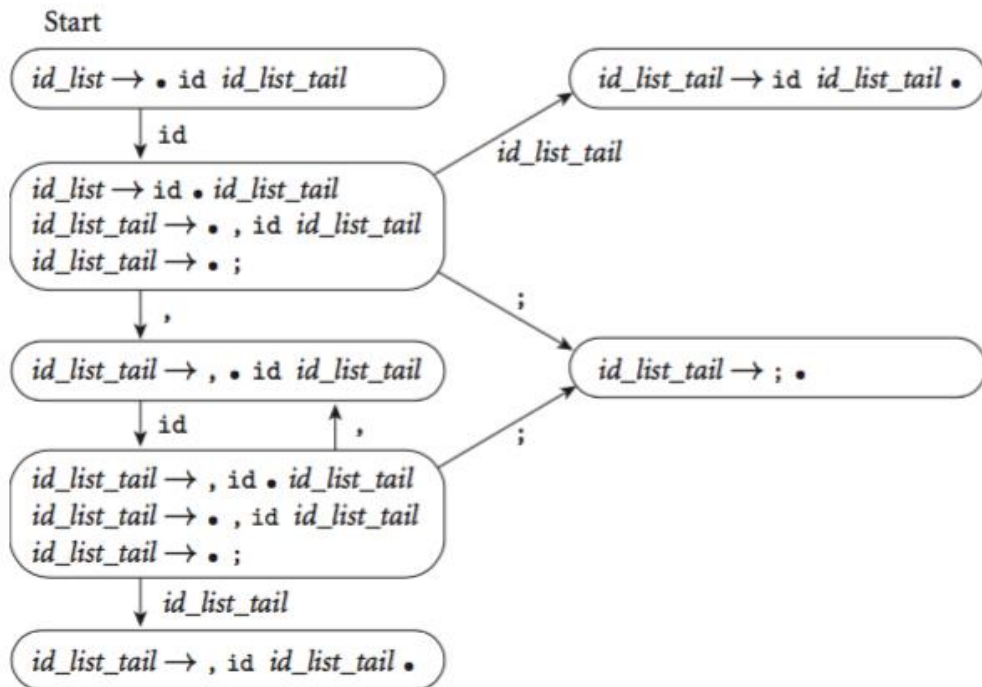 Start
id_list → • id id_list_tail
id_list_tail → id id_list_tail •
id
id_list_tail
id_list → id • id_list_tail
id_list_tail → • , id id_list_tail
id_list_tail → • ;
;
,
id_list_tail → , • id id_list_tail
id_list_tail → ; •
id
,
;
id_list_tail → , id • id_list_tail
id_list_tail → • , id id_list_tail
id_list_tail → • ;
id_list_tail
id_list_tail → , id id_list_tail •